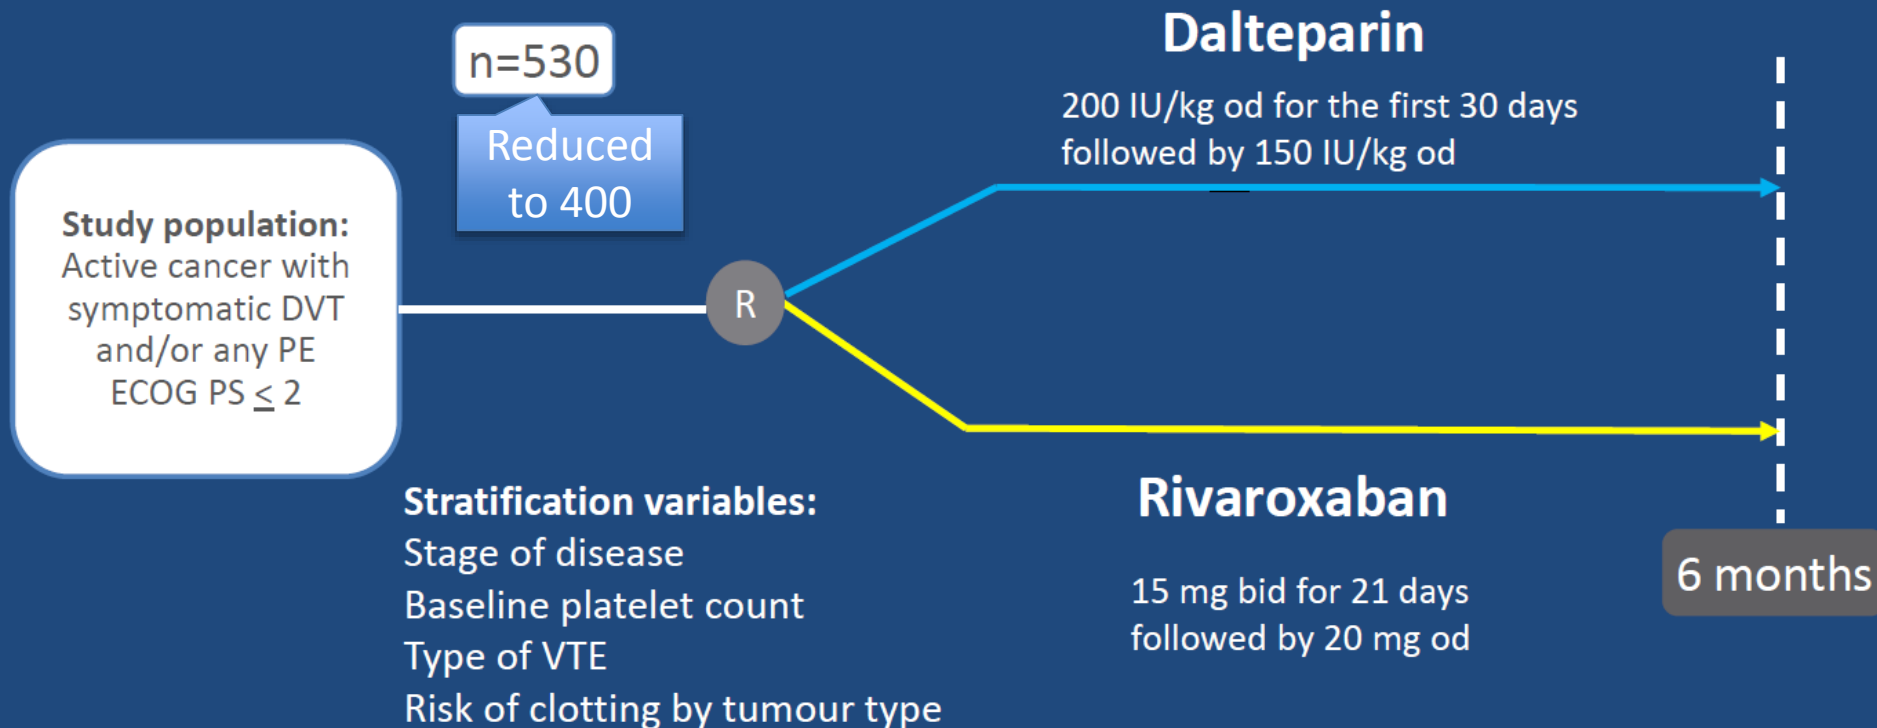 n=530
Reduced
to 400
Study population:
Active cancer with
symptomatic DVT
and/or any PE
ECOG PS ≤ 2
R
Dalteparin
200 IU/kg od for the first 30 days
followed by 150 IU/kg od
Stratification variables:
Stage of disease
Baseline platelet count
Type of VTE
Risk of clotting by tumour type
Rivaroxaban
15 mg bid for 21 days
followed by 20 mg od
6 months